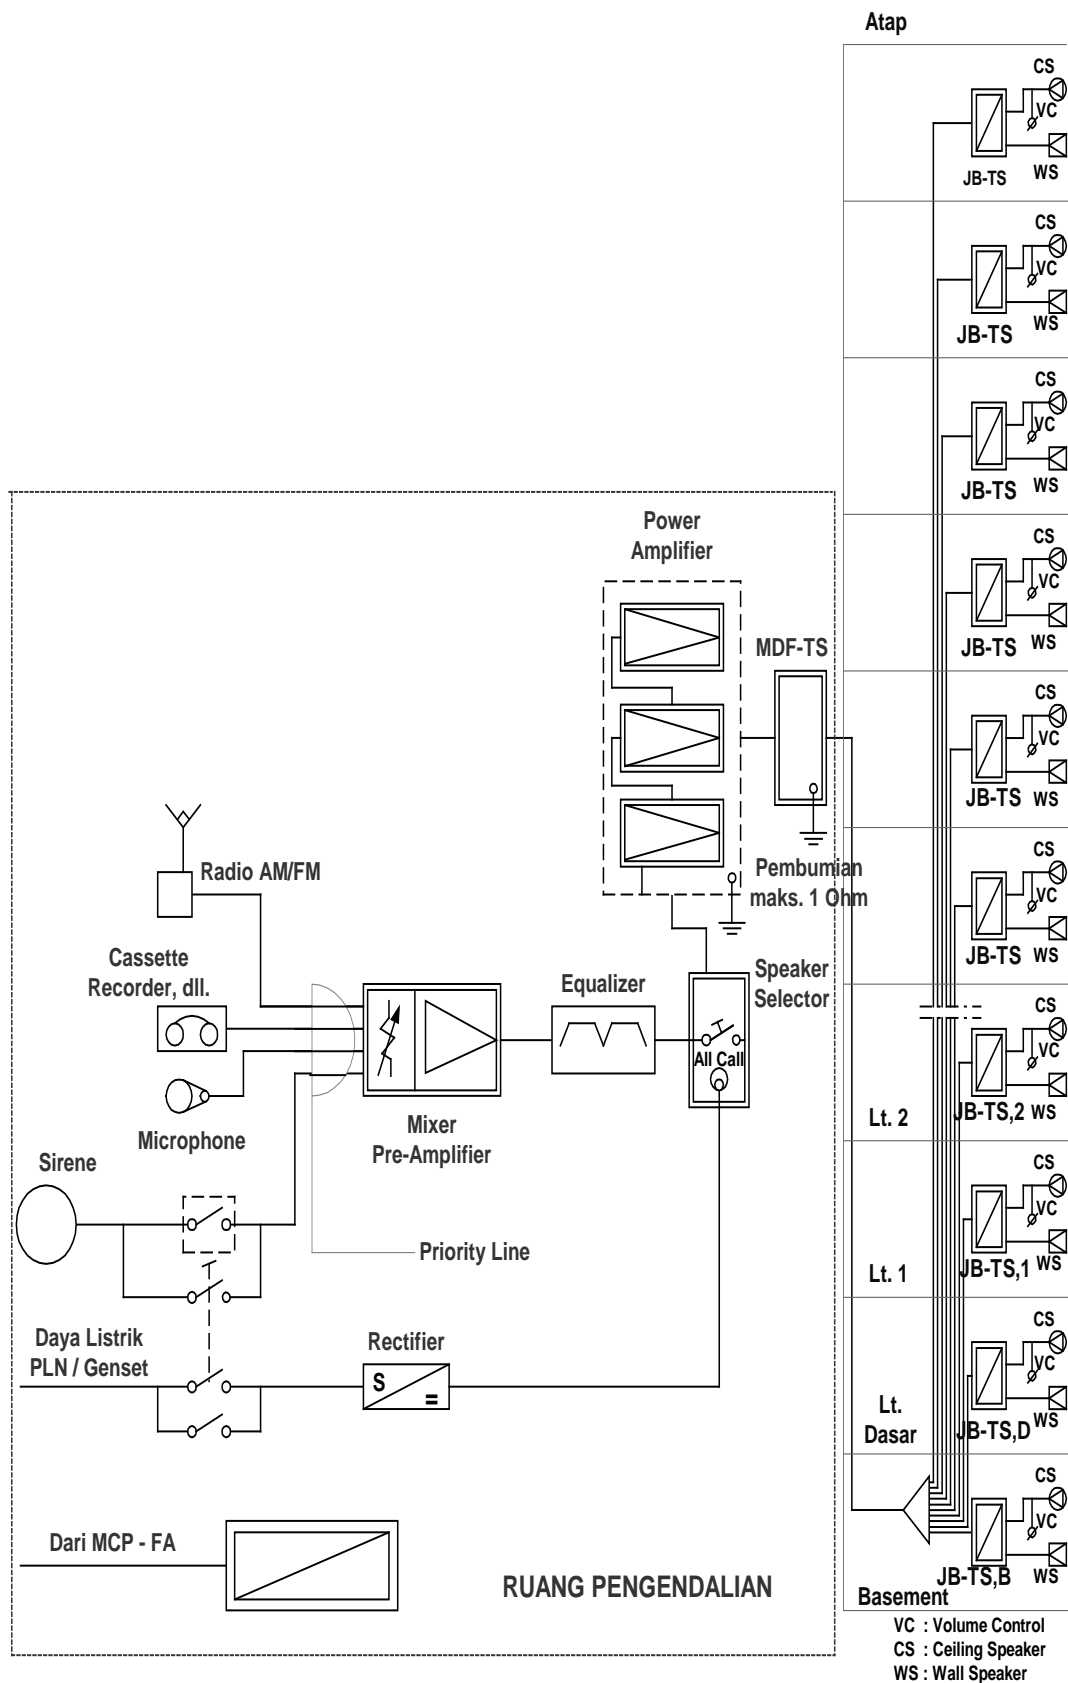 Atap
CS
VC
JB-TS
WS
CS
VC
WS
JB-TS
CS
VC
JB-TS
WS
CS
VC
JB-TS
WS
CS
VC
JB-TS
WS
CS
VC
JB-TS
WS
CS
VC
Lt. 2
JB-TS,2
WS
CS
VC
Lt. 1
JB-TS,1
WS
CS
VC
Lt.
Dasar
JB-TS,D
WS
CS
VC
JB-TS,B
WS
Basement
VC : Volume Control
CS : Ceiling Speaker
WS : Wall Speaker
Power
Amplifier
MDF-TS
Pembumian
maks. 1 Ohm
Radio AM/FM
Cassette
Recorder, dll.
Microphone
Sirene
Mixer
Pre-Amplifier
Equalizer
Speaker
Selector
All Call
Priority Line
Daya Listrik
PLN / Genset
Rectifier
S
=
Dari MCP - FA
RUANG PENGENDALIAN